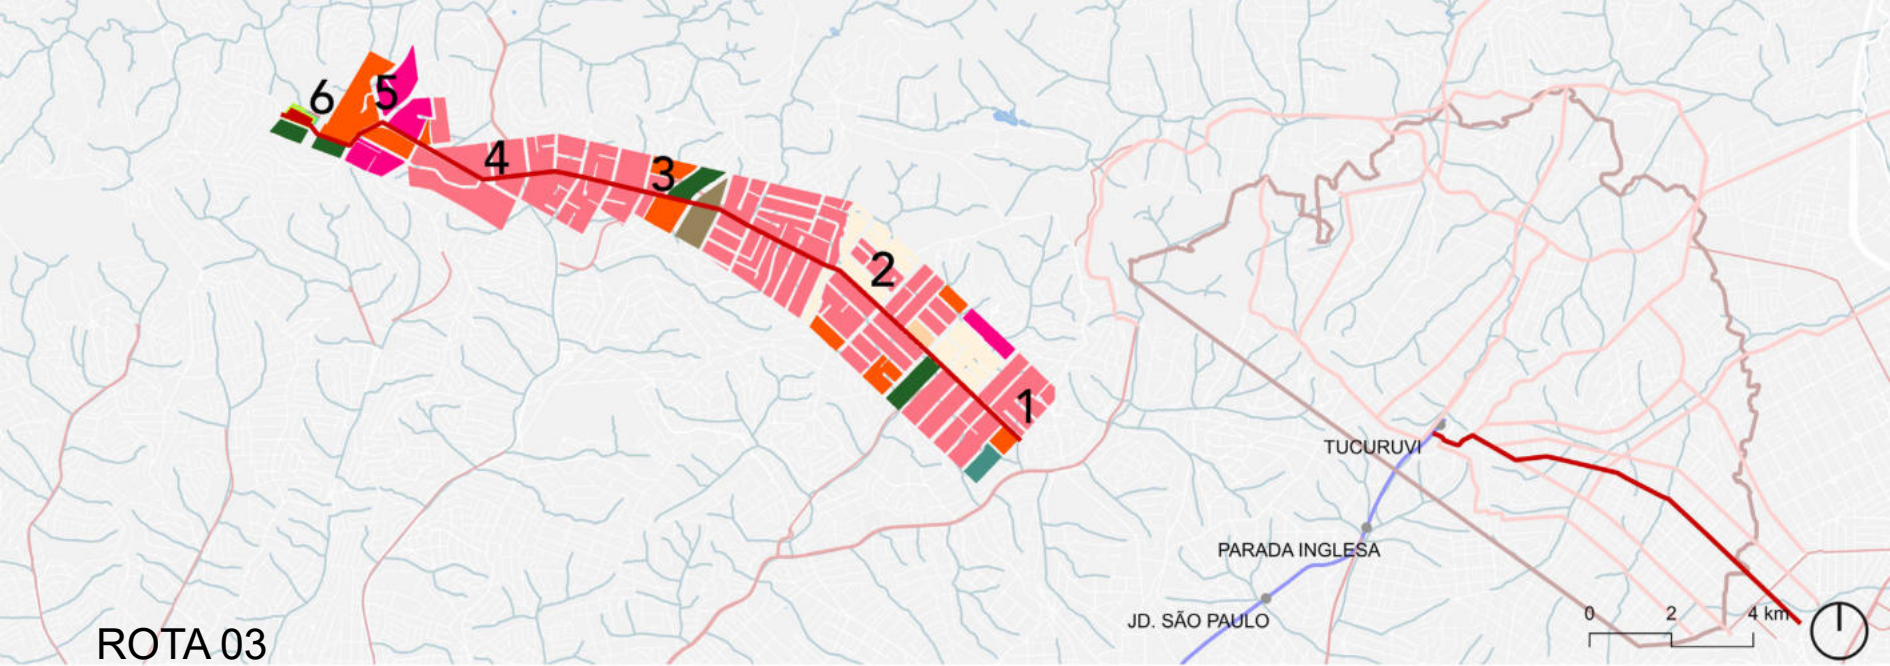 6
5
4
3
2
1
TUCURUVI
PARADA INGLESA
JD. SÃO PAULO
0 2 4 km
ROTA 03